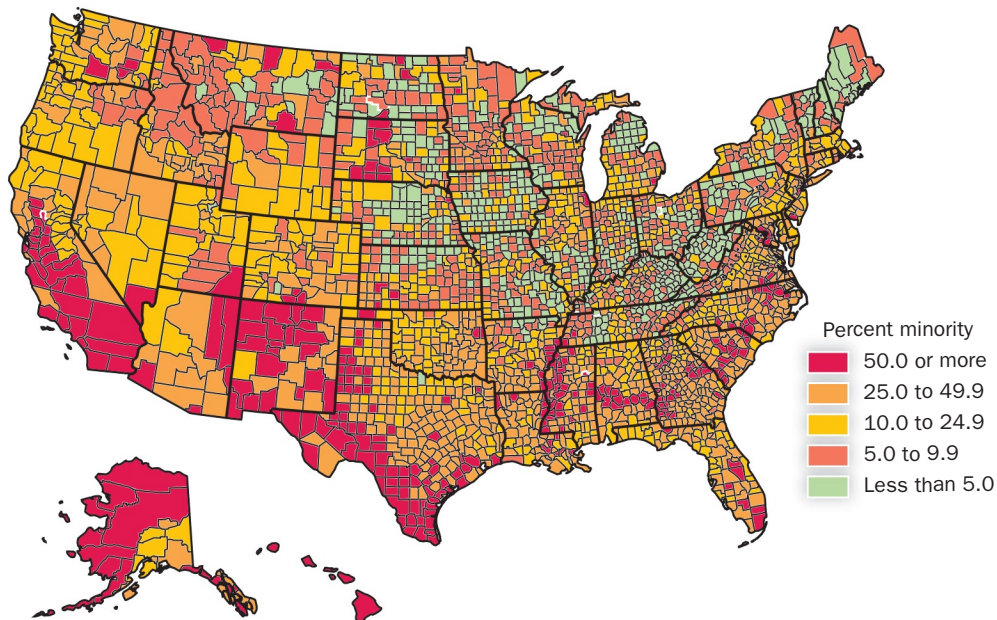 Percent minority
50.0 or more
25.0 to 49.9
10.0 to 24.9
5.0 to 9.9
Less than 5.0